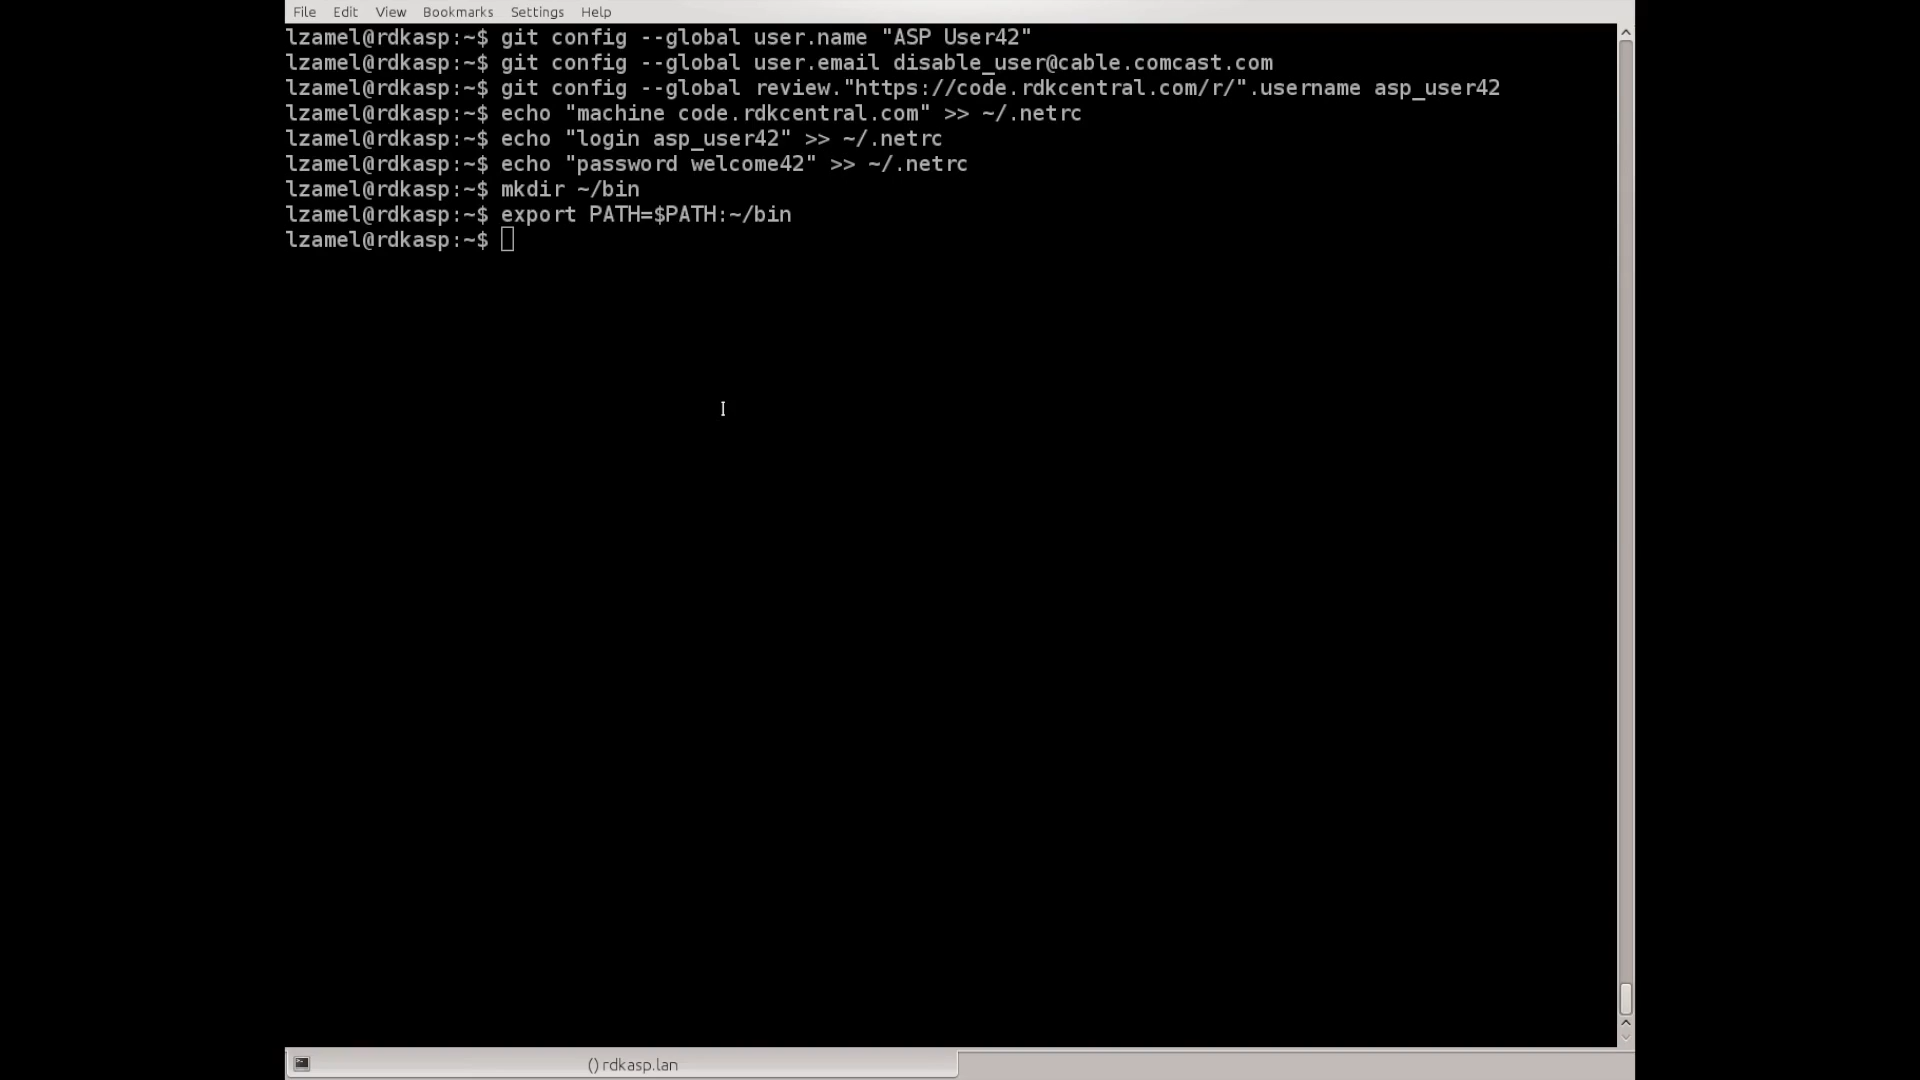 File Edit View Bookmarks Settings Help
lzamel@rdkasp:~$ git config --global user.name "ASP User42"
lzamel@rdkasp:~$ git config --global user.email disable_user@cable.comcast.com
lzamel@rdkasp:~$ git config --global review."https://code.rdkcentral.com/r/".username asp_user42
lzamel@rdkasp:~$ echo "machine code.rdkcentral.com" >> ~/.netrc
lzamel@rdkasp:~$ echo "login asp_user42" >> ~/.netrc
lzamel@rdkasp:~$ echo "password welcome42" >> ~/.netrc
lzamel@rdkasp:~$ mkdir ~/bin
lzamel@rdkasp:~$ export PATH=$PATH:~/bin
lzamel@rdkasp:~$
() rdkasp.lan